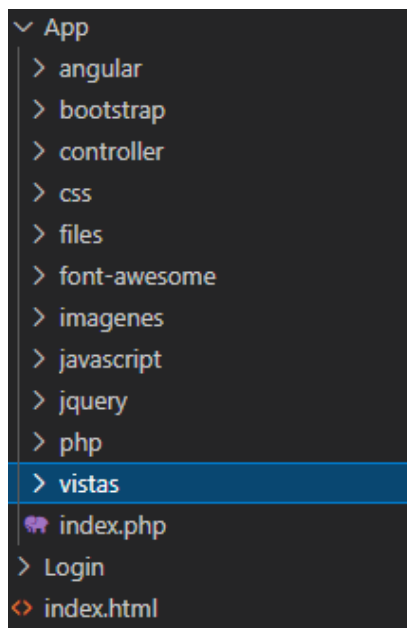 App
angular
bootstrap
controller
css
files
font-awesome
imagenes
javascript
jquery
php
vistas
index.php
Login
index.html